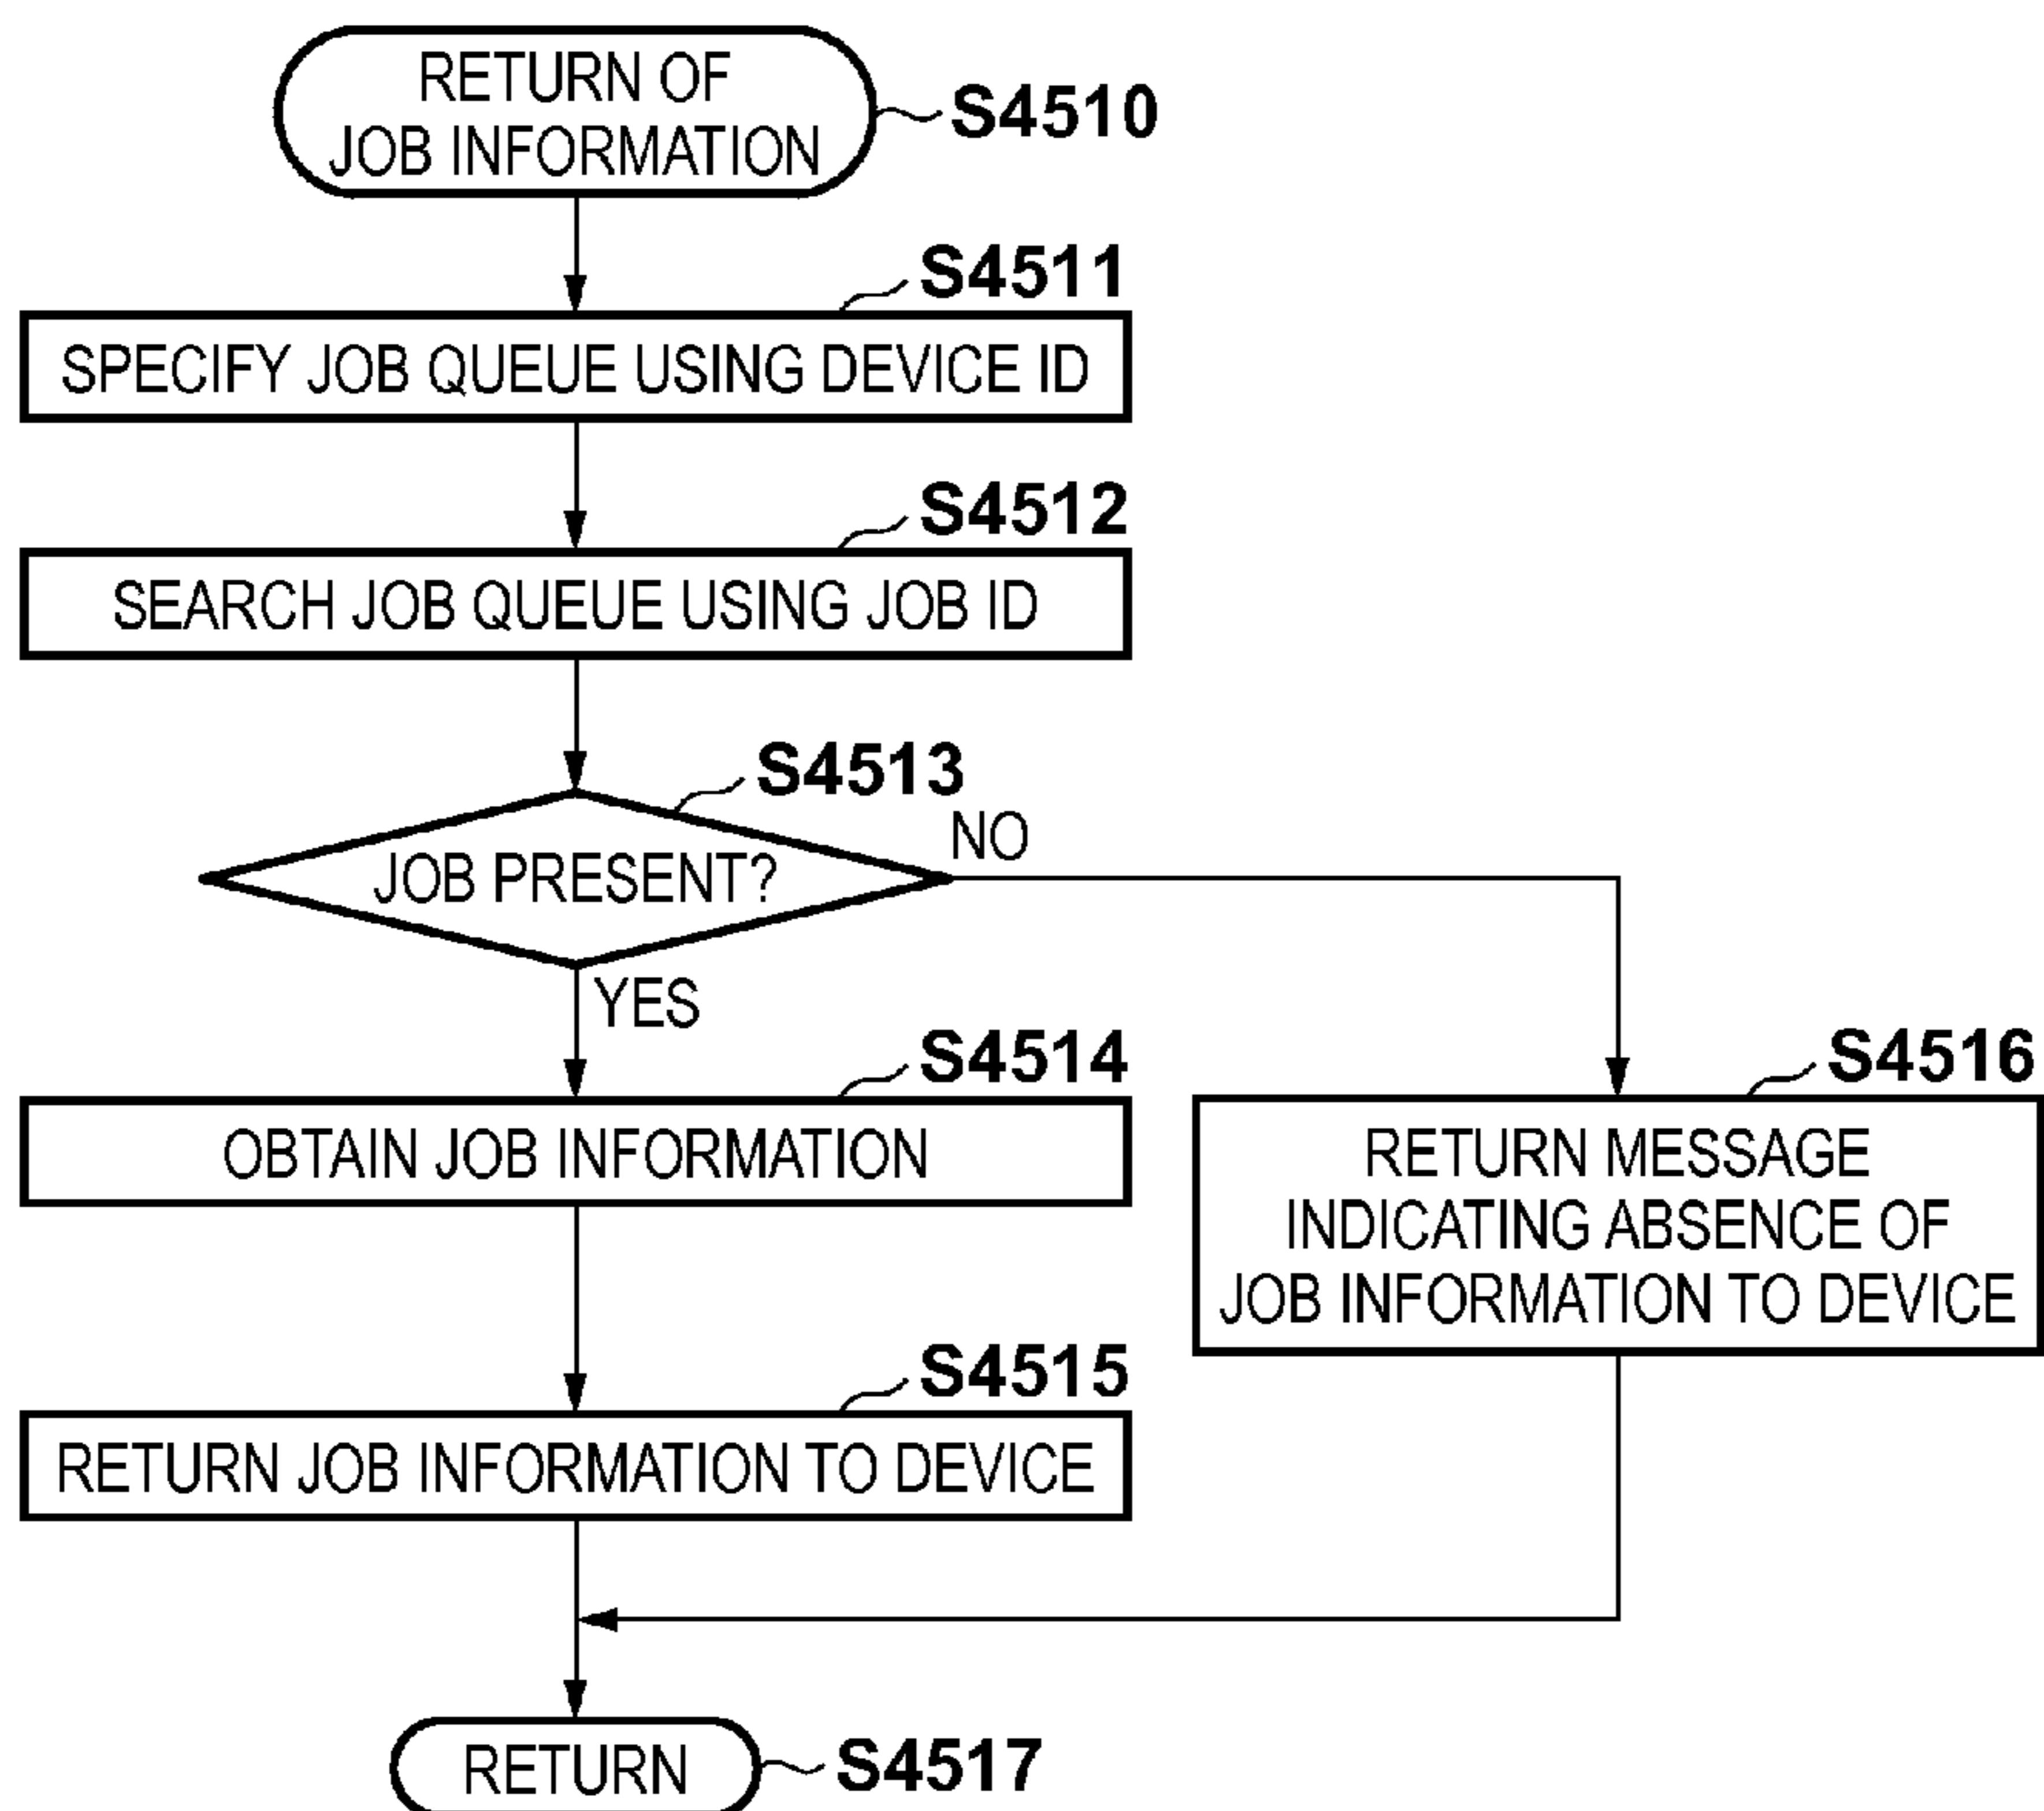 RETURN OF
JOB INFORMATION
S4510
S4511
SPECIFY JOB QUEUE USING DEVICE ID
S4512
SEARCH JOB QUEUE USING JOB ID
S4513
JOB PRESENT?
NO
YES
S4514
OBTAIN JOB INFORMATION
S4516
RETURN MESSAGE
INDICATING ABSENCE OF
JOB INFORMATION TO DEVICE
S4515
RETURN JOB INFORMATION TO DEVICE
RETURN
S4517